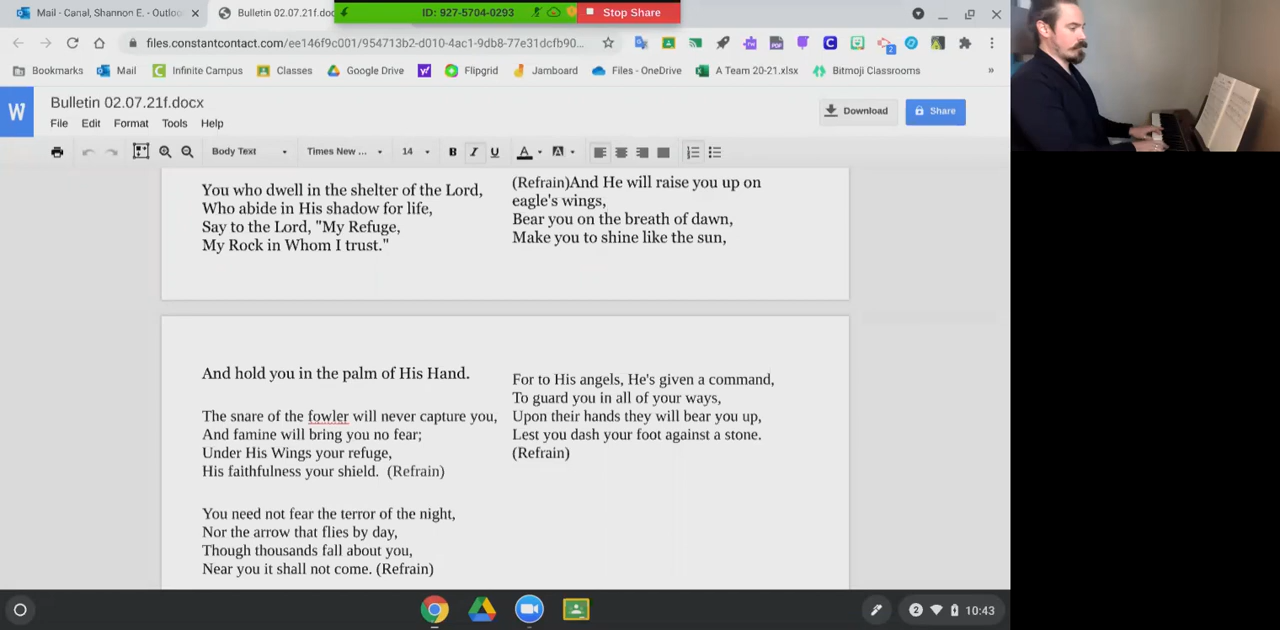 Mail - Canal, Shannon E. - Outloo
Bulletin 02.07.21f.doc
ID: 927-5704-0293
Stop Share
files.constantcontact.com/ee146f9c001/954713b2-d010-4ac1-9db8-77e31dcfb90...
Bookmarks
Mail
Infinite Campus
Classes
Google Drive
Flipgrid
Jamboard
Files - OneDrive
A Team 20-21.xlsx
Bitmoji Classrooms
»
W
Bulletin 02.07.21f.docx
File Edit Format Tools Help
Download
Share
Body Text
Times New ...
14
B I U A A
You who dwell in the shelter of the Lord,
Who abide in His shadow for life,
Say to the Lord, "My Refuge,
My Rock in Whom I trust."
(Refrain)And He will raise you up on
eagle's wings,
Bear you on the breath of dawn,
Make you to shine like the sun,
And hold you in the palm of His Hand.
The snare of the fowler will never capture you,
And famine will bring you no fear;
Under His Wings your refuge,
His faithfulness your shield.  (Refrain)
You need not fear the terror of the night,
Nor the arrow that flies by day,
Though thousands fall about you,
Near you it shall not come. (Refrain)
For to His angels, He's given a command,
To guard you in all of your ways,
Upon their hands they will bear you up,
Lest you dash your foot against a stone.
(Refrain)
2
10:43